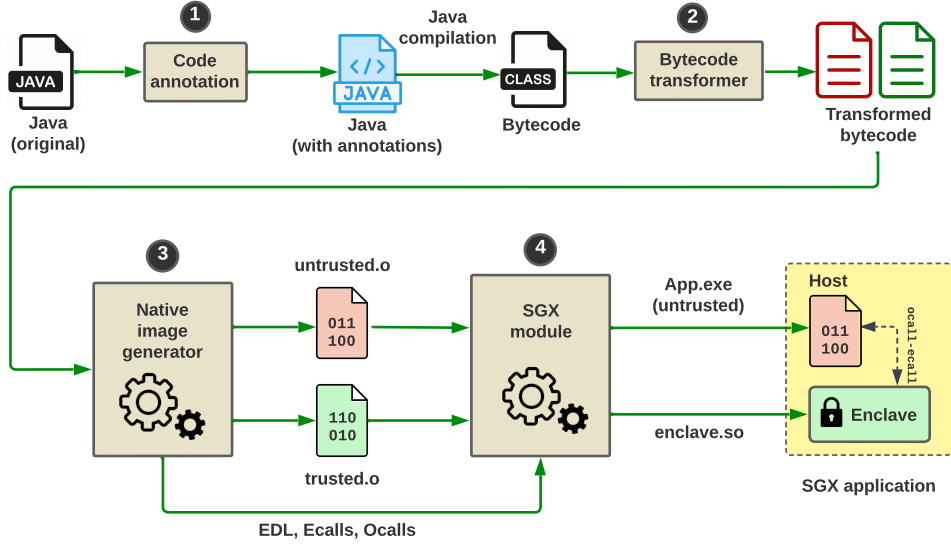 1
Code
annotation
JAVA
Java
(original)
</>
JAVA
Java
(with annotations)
Java
compilation
CLASS
Bytecode
2
Bytecode
transformer
Transformed
bytecode
3
Native
image
generator
untrusted.o
011
100
110
010
trusted.o
EDL, Ecalls, Ocalls
4
SGX
module
App.exe
(untrusted)
enclave.so
Host
011
100
ocall-ecall
Enclave
SGX application